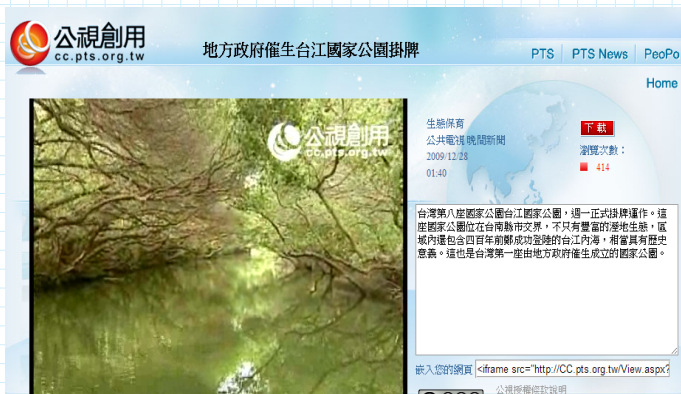 公視創用
cc.pts.org.tw
地方政府催生台江國家公園掛牌
PTS
PTS News
PeoPo
Home
公視創用
cc.pts.org.tw
生態保育
公共電視 晚間新聞
2009/12/28
01:40
下載
瀏覽次數：
414
台灣第八座國家公園台江國家公園，週一正式掛牌運作。這
座國家公園位在台南縣市交界，不只有豐富的溼地生態，區
域內還包含四百年前鄭成功登陸的台江內海，相當具有歷史
意義。這也是台灣第一座由地方政府催生成立的國家公園。
嵌入您的網頁
<iframe src="http://CC.pts.org.tw/View.aspx?
公視授權條款說明